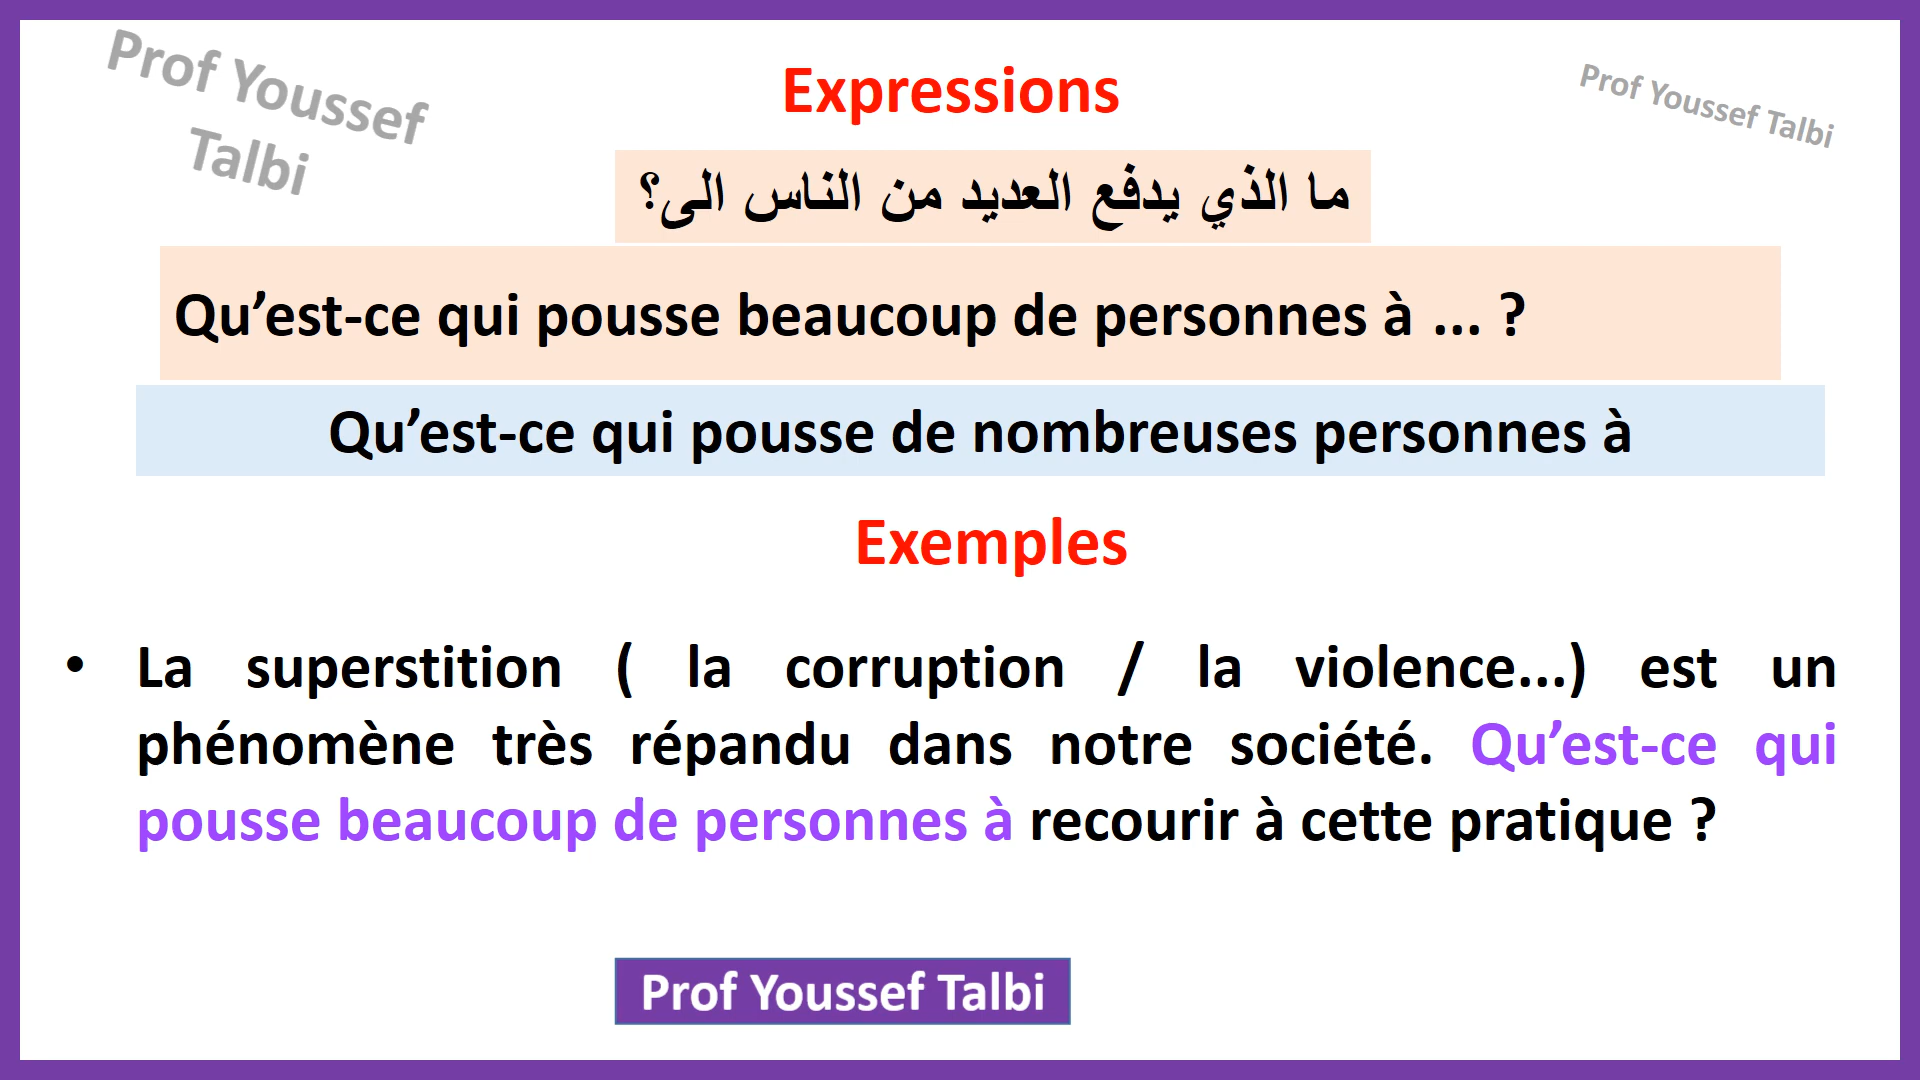 Prof Youssef
Talbi
Expressions
Prof Youssef Talbi
ما الذي يدفع العديد من الناس الى؟
Qu’est-ce qui pousse beaucoup de personnes à ... ?
Qu’est-ce qui pousse de nombreuses personnes à
Exemples
• La superstition ( la corruption / la violence...) est un
phénomène très répandu dans notre société. Qu’est-ce qui
pousse beaucoup de personnes à recourir à cette pratique ?
Prof Youssef Talbi